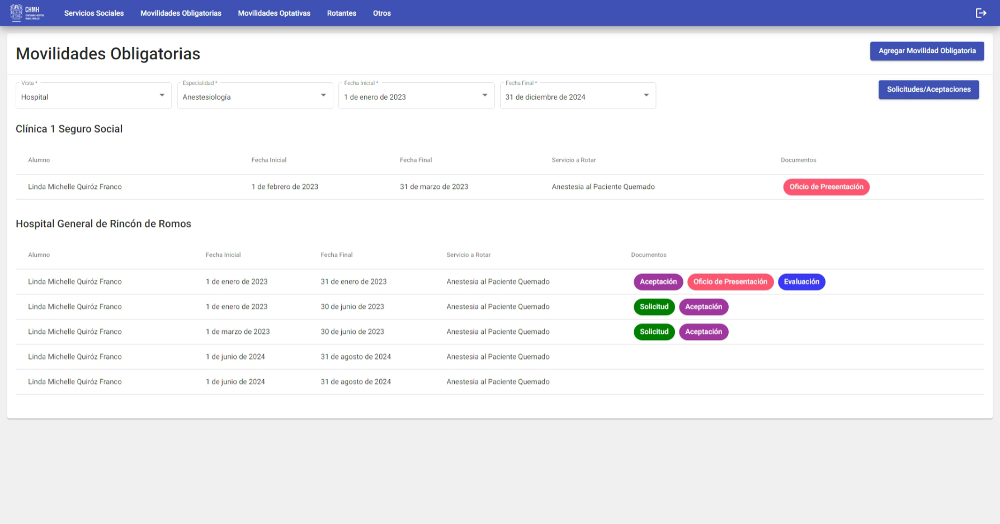 CHMH
CENTENARIO HOSPITAL
MIGUEL HIDALGO
Servicios Sociales Movilidades Obligatorias Movilidades Optativas Rotantes Otros
Movilidades Obligatorias
Agregar Movilidad Obligatoria
Vista * Especialidad * Fecha Inicial * Fecha Final *
Hospital Anestesiología 1 de enero de 2023 31 de diciembre de 2024
Solicitudes/Aceptaciones
Clínica 1 Seguro Social
Alumno Fecha Inicial Fecha Final Servicio a Rotar Documentos
Linda Michelle Quiróz Franco 1 de febrero de 2023 31 de marzo de 2023 Anestesia al Paciente Quemado Oficio de Presentación
Hospital General de Rincón de Romos
Alumno Fecha Inicial Fecha Final Servicio a Rotar Documentos
Linda Michelle Quiróz Franco 1 de enero de 2023 31 de enero de 2023 Anestesia al Paciente Quemado Aceptación Oficio de Presentación Evaluación
Linda Michelle Quiróz Franco 1 de enero de 2023 30 de junio de 2023 Anestesia al Paciente Quemado Solicitud Aceptación
Linda Michelle Quiróz Franco 1 de marzo de 2023 30 de junio de 2023 Anestesia al Paciente Quemado Solicitud Aceptación
Linda Michelle Quiróz Franco 1 de junio de 2024 31 de agosto de 2024 Anestesia al Paciente Quemado
Linda Michelle Quiróz Franco 1 de junio de 2024 31 de agosto de 2024 Anestesia al Paciente Quemado